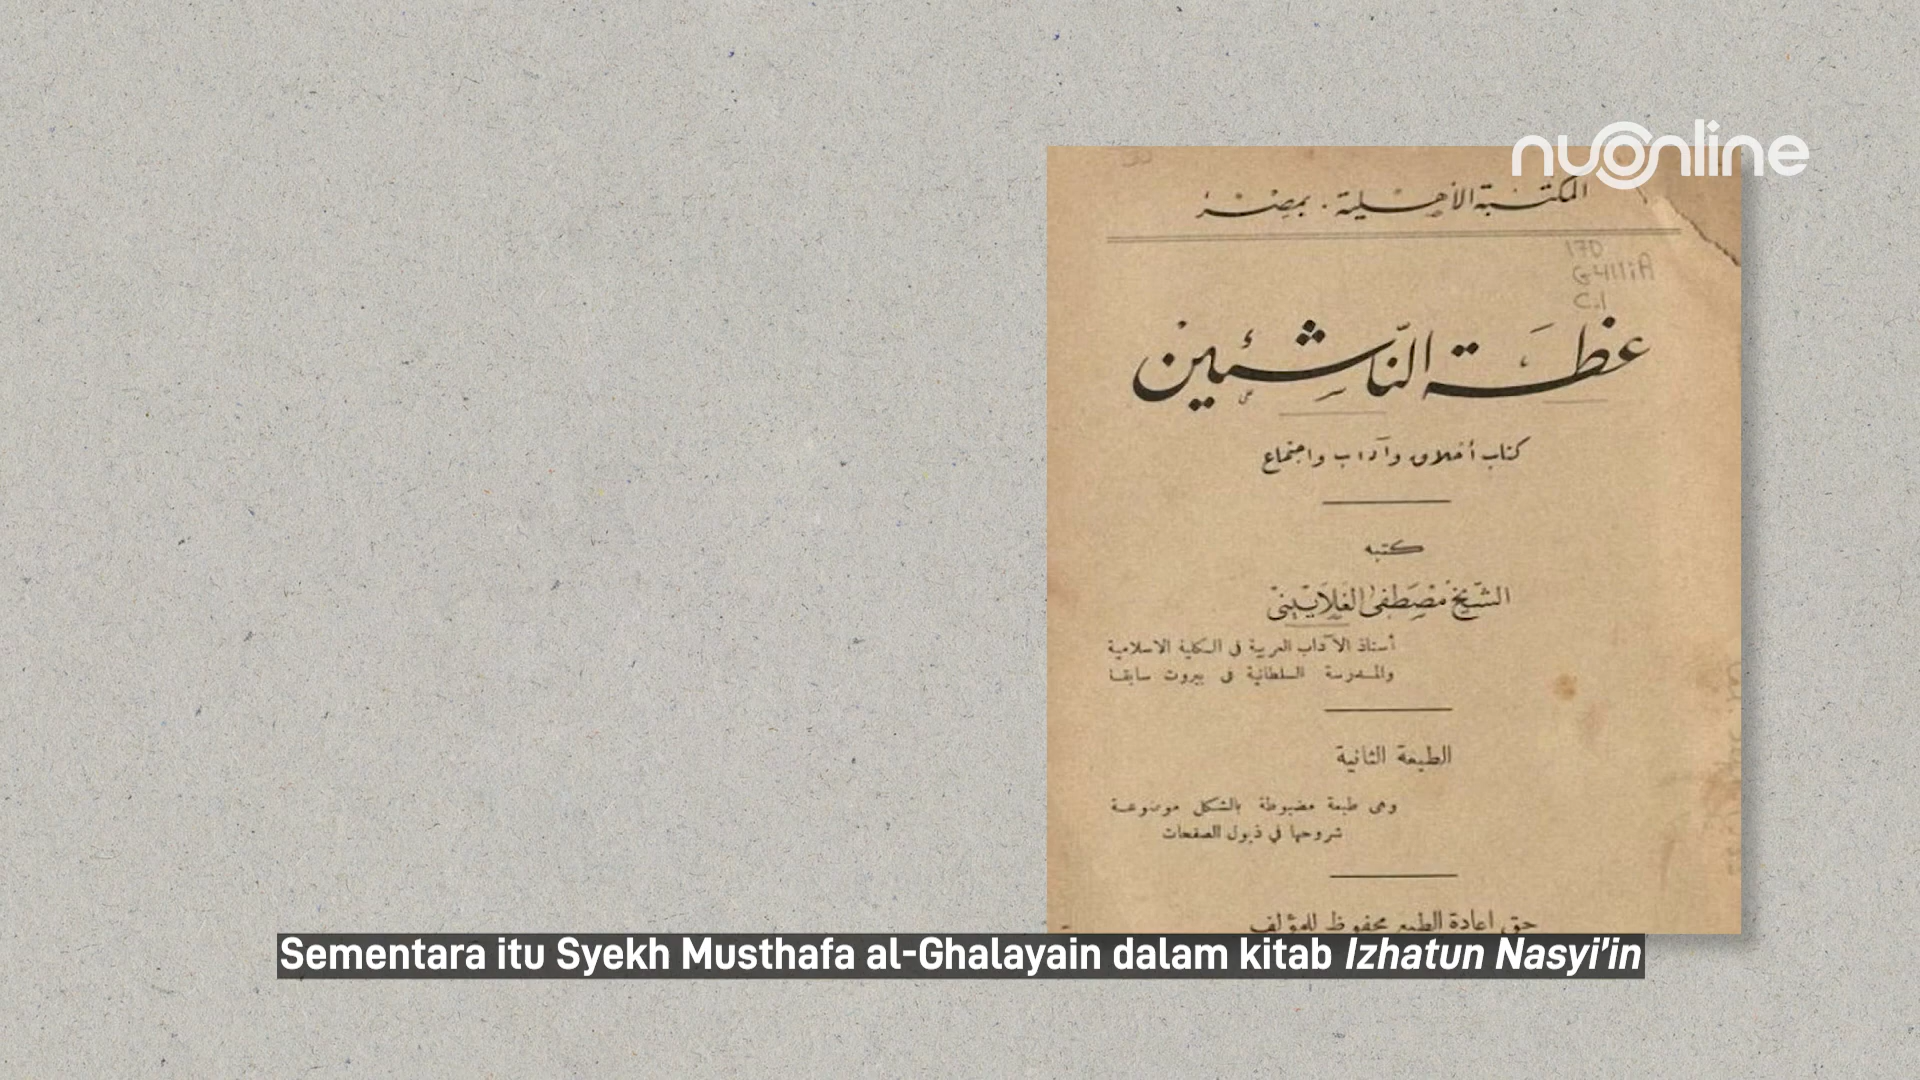 nuonline
المكتبة الأهلية . بمصر
170
G411iA
C.1
عظة الناشئين
كتاب أخلاق وآداب واجتماع
كتبه
الشيخ مصطفى الغلاييني
أستاذ الآداب العربية في الكلية الاسلامية
والمدرسة السلطانية في بيروت سابقا
الطبعة الثانية
وهي طبعة مضبوطة بالشكل موضوعة
شروحها في ذيول الصفحات
حق اعادة الطبع محفوظ للمؤلف
Sementara itu Syekh Musthafa al-Ghalayain dalam kitab Izhatun Nasyi’in